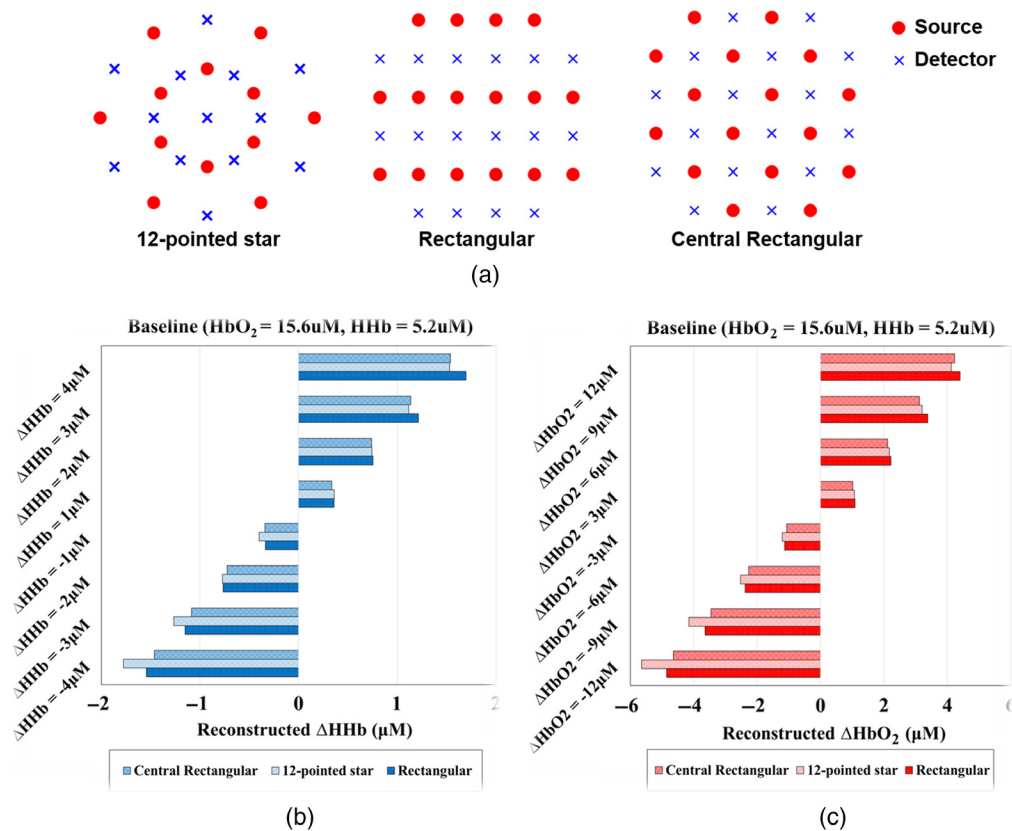 Source
Detector
12-pointed star
Rectangular
Central Rectangular
(a)
Baseline (HbO₂ = 15.6uM, HHb = 5.2uM)
ΔHHb = 4μM
ΔHHb = 3μM
ΔHHb = 2μM
ΔHHb = 1μM
ΔHHb = -1μM
ΔHHb = -2μM
ΔHHb = -3μM
ΔHHb = -4μM
−2 −1 0 1 2
Reconstructed ΔHHb (μM)
Central Rectangular 12-pointed star Rectangular
(b)
Baseline (HbO₂ = 15.6uM, HHb = 5.2uM)
ΔHbO2 = 12μM
ΔHbO2 = 9μM
ΔHbO2 = 6μM
ΔHbO2 = 3μM
ΔHbO2 = -3μM
ΔHbO2 = -6μM
ΔHbO2 = -9μM
ΔHbO2 = -12μM
−6 −4 −2 0 2 4 6
Reconstructed ΔHbO₂ (μM)
Central Rectangular 12-pointed star Rectangular
(c)